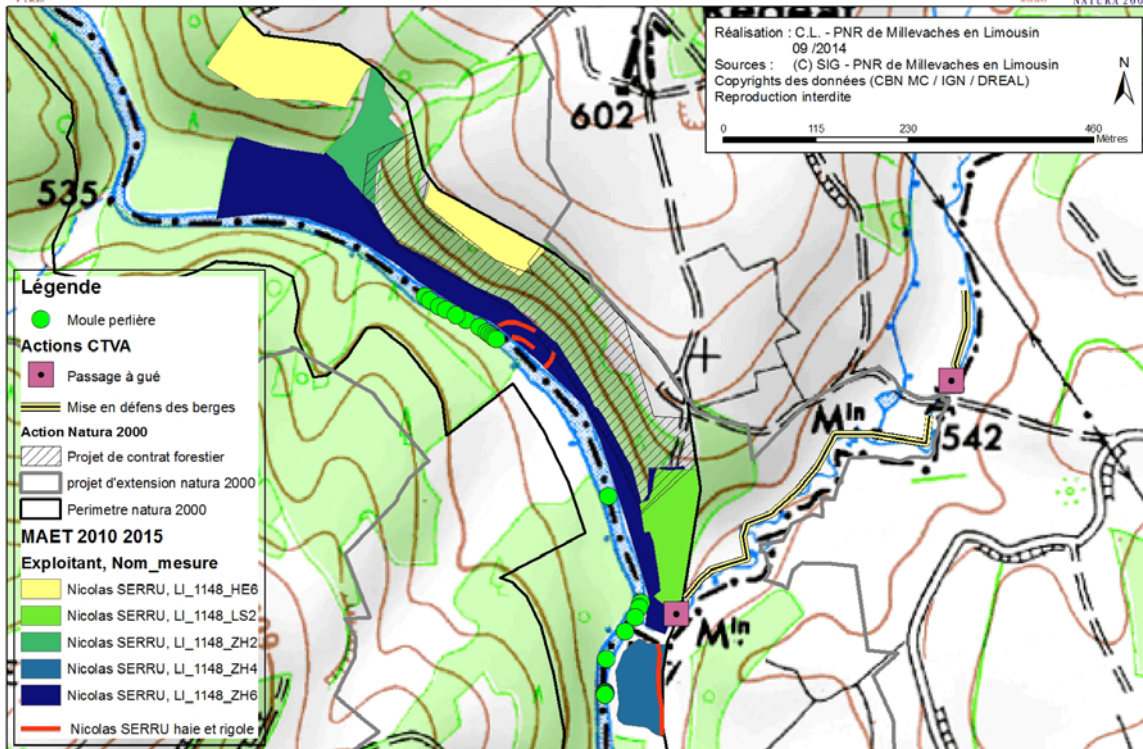 NATURA 200
Réalisation : C.L. - PNR de Millevaches en Limousin
09 /2014
Sources : (C) SIG - PNR de Millevaches en Limousin
Copyrights des données (CBN MC / IGN / DREAL)
Reproduction interdite
N
0 115 230 460
Mètres
602
535
Légende
Moule perlière
Actions CTVA
Passage à gué
Mise en défens des berges
Action Natura 2000
Projet de contrat forestier
projet d'extension natura 2000
Perimetre natura 2000
MAET 2010 2015
Exploitant, Nom_mesure
Nicolas SERRU, LI_1148_HE6
Nicolas SERRU, LI_1148_LS2
Nicolas SERRU, LI_1148_ZH2
Nicolas SERRU, LI_1148_ZH4
Nicolas SERRU, LI_1148_ZH6
Nicolas SERRU haie et rigole
Min
542
Min